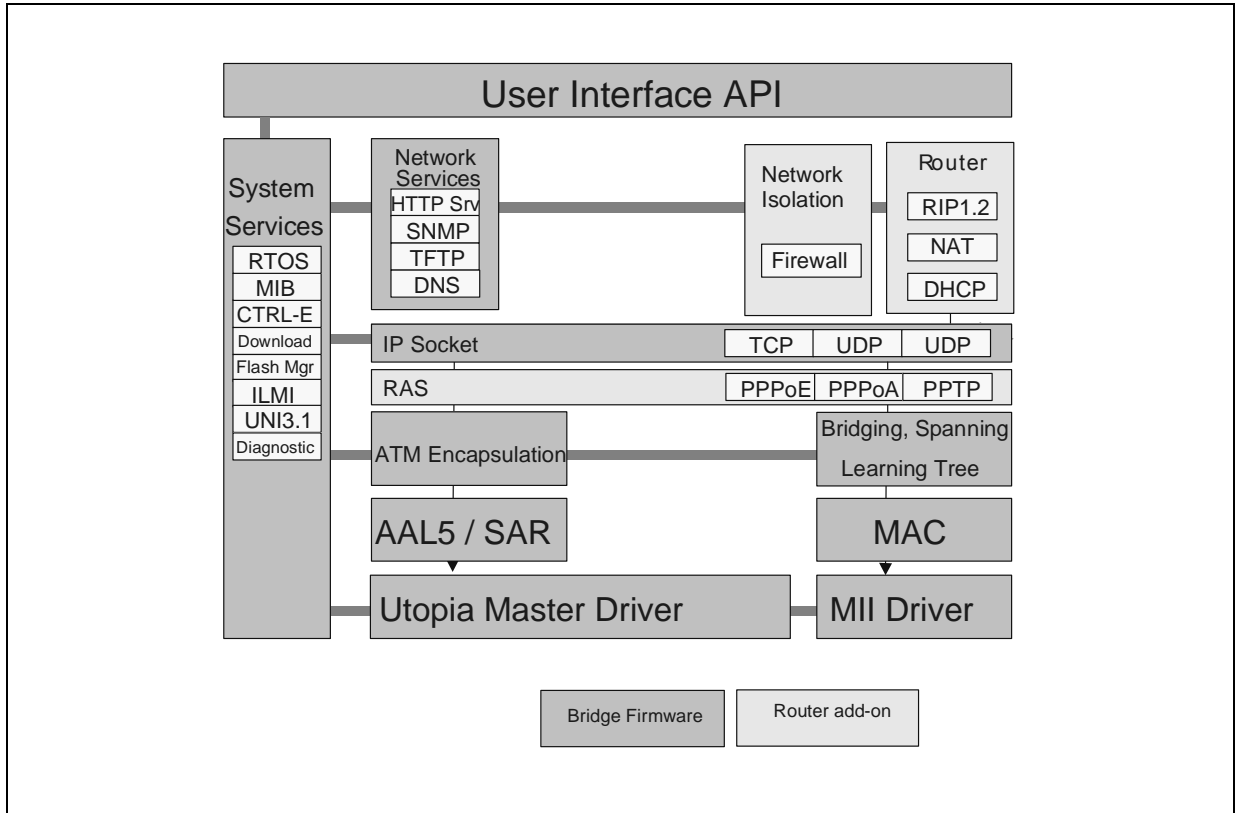 User Interface API
System
Services
RTOS
MIB
CTRL-E
Download
Flash Mgr
ILMI
UNI3.1
Diagnostic
Network
Services
HTTP Srv
SNMP
TFTP
DNS
Network
Isolation
Firewall
Router
RIP1.2
NAT
DHCP
IP Socket
TCP
UDP
UDP
RAS
PPPoE
PPPoA
PPTP
ATM Encapsulation
Bridging, Spanning
Learning Tree
AAL5 / SAR
MAC
Utopia Master Driver
MII Driver
Bridge Firmware
Router add-on